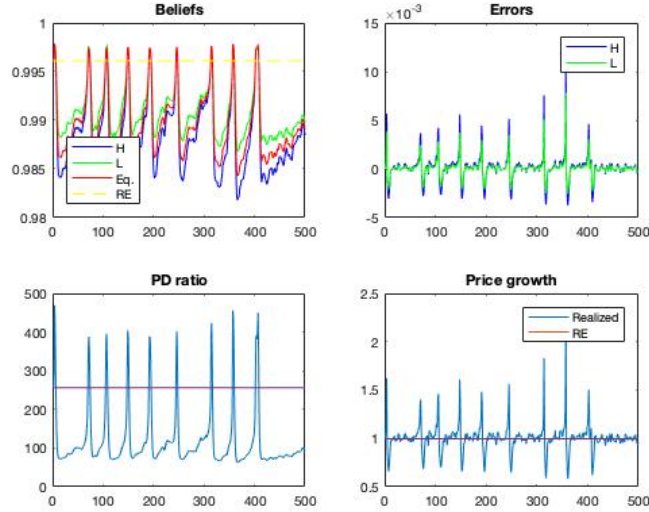 Beliefs
1
0.995
0.99
0.985
0.98
H
L
Eq.
RE
0 100 200 300 400 500
Errors
×10⁻³
15
10
5
0
-5
H
L
0 100 200 300 400 500
PD ratio
500
400
300
200
100
0
0 100 200 300 400 500
Price growth
2.5
2
1.5
1
0.5
Realized
RE
0 100 200 300 400 500